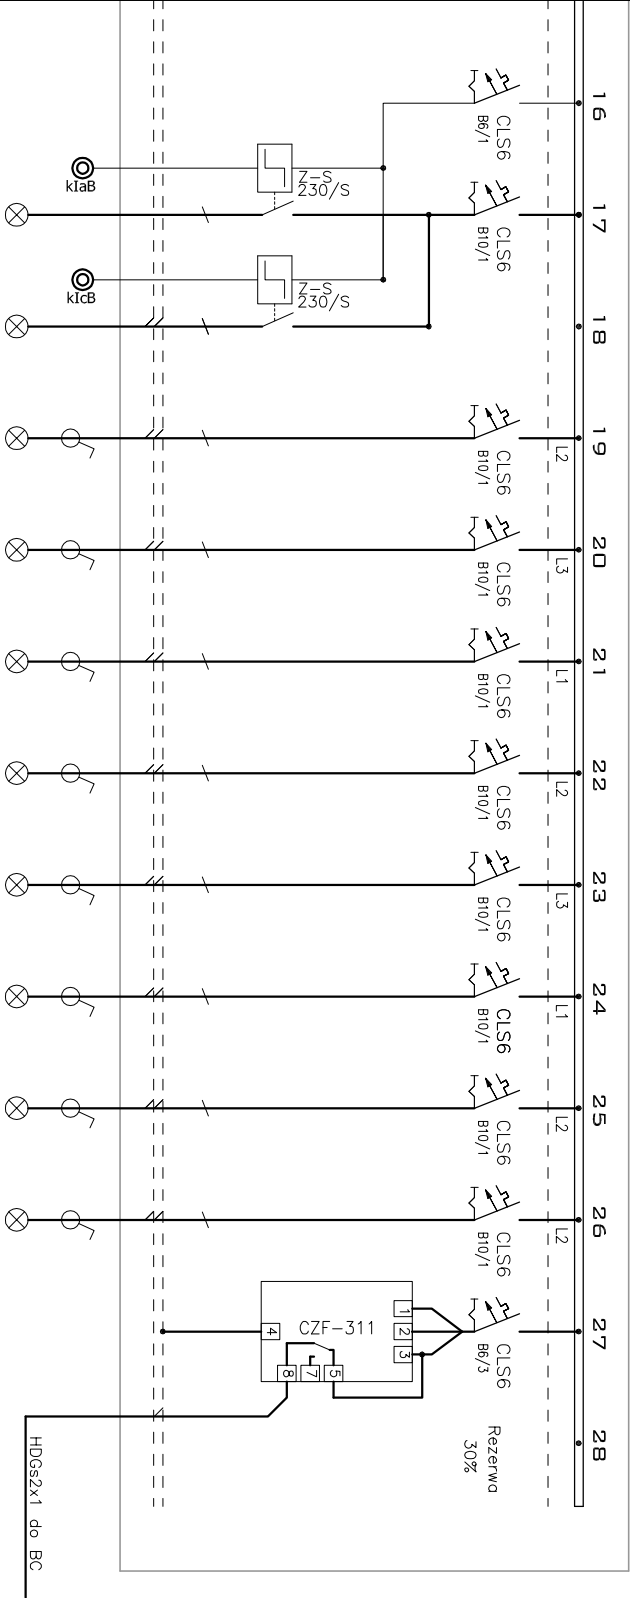 16
CLS6
B6/1
Z-S
230/S
kIaB
17
CLS6
B10/1
Z-S
230/S
kIcB
18
19
L2
CLS6
B10/1
20
L3
CLS6
B10/1
21
L1
CLS6
B10/1
22
L2
CLS6
B10/1
23
L3
CLS6
B10/1
24
L1
CLS6
B10/1
25
L2
CLS6
B10/1
26
L2
CLS6
B10/1
27
CLS6
B6/3
CZF-311
1
2
3
4
8
7
5
28
Rezerwa
30%
HDGs2x1 do BC